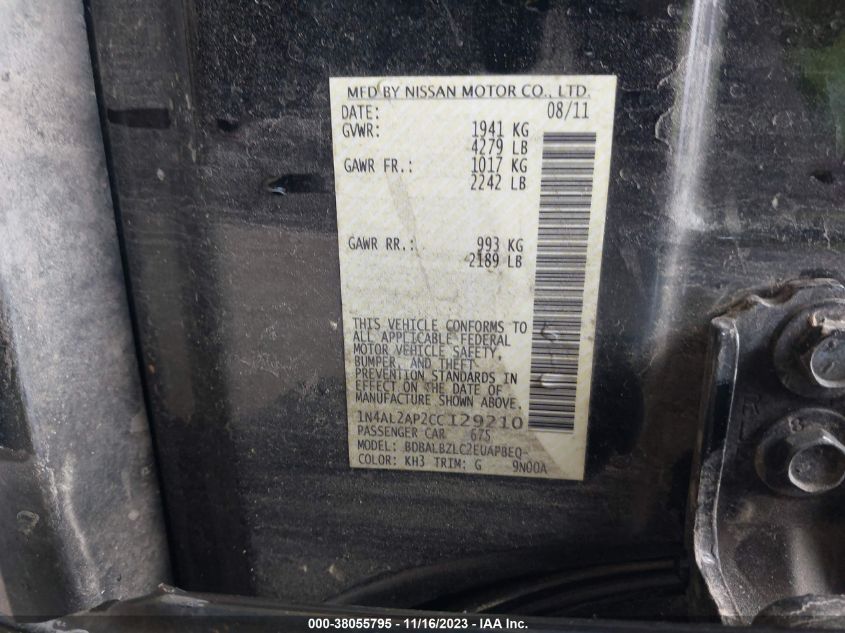 MFD BY NISSAN MOTOR CO., LTD.
DATE: 08/11
GVWR: 1941 KG
4279 LB
GAWR FR.: 1017 KG
2242 LB
GAWR RR.: 993 KG
2189 LB
THIS VEHICLE CONFORMS TO
ALL APPLICABLE FEDERAL
MOTOR VEHICLE SAFETY,
BUMPER, AND THEFT
PREVENTION STANDARDS IN
EFFECT ON THE DATE OF
MANUFACTURE SHOWN ABOVE.
1N4AL2AP2CC129210
PASSENGER CAR 675
MODEL: BDBALBZLC2EUAPBEQ-
COLOR: KH3 TRIM: G 9N00A
R
8
000-38055795 - 11/16/2023 - IAAI.com